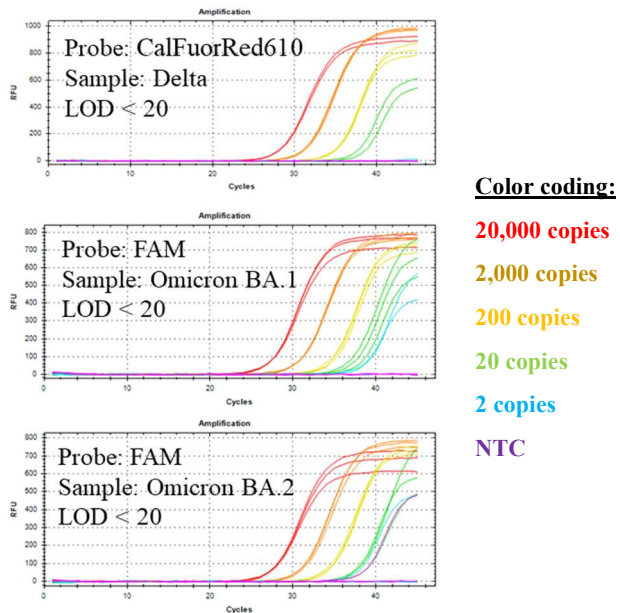 Amplification
Probe: CalFuorRed610
Sample: Delta
LOD < 20
RFU
1000
800
600
400
200
0
0
10
20
30
40
Cycles
Amplification
Probe: FAM
Sample: Omicron BA.1
LOD < 20
RFU
800
700
600
500
400
300
200
100
0
0
10
20
30
40
Cycles
Amplification
Probe: FAM
Sample: Omicron BA.2
LOD < 20
RFU
800
700
600
500
400
300
200
100
0
0
10
20
30
40
Cycles
Color coding:
20,000 copies
2,000 copies
200 copies
20 copies
2 copies
NTC